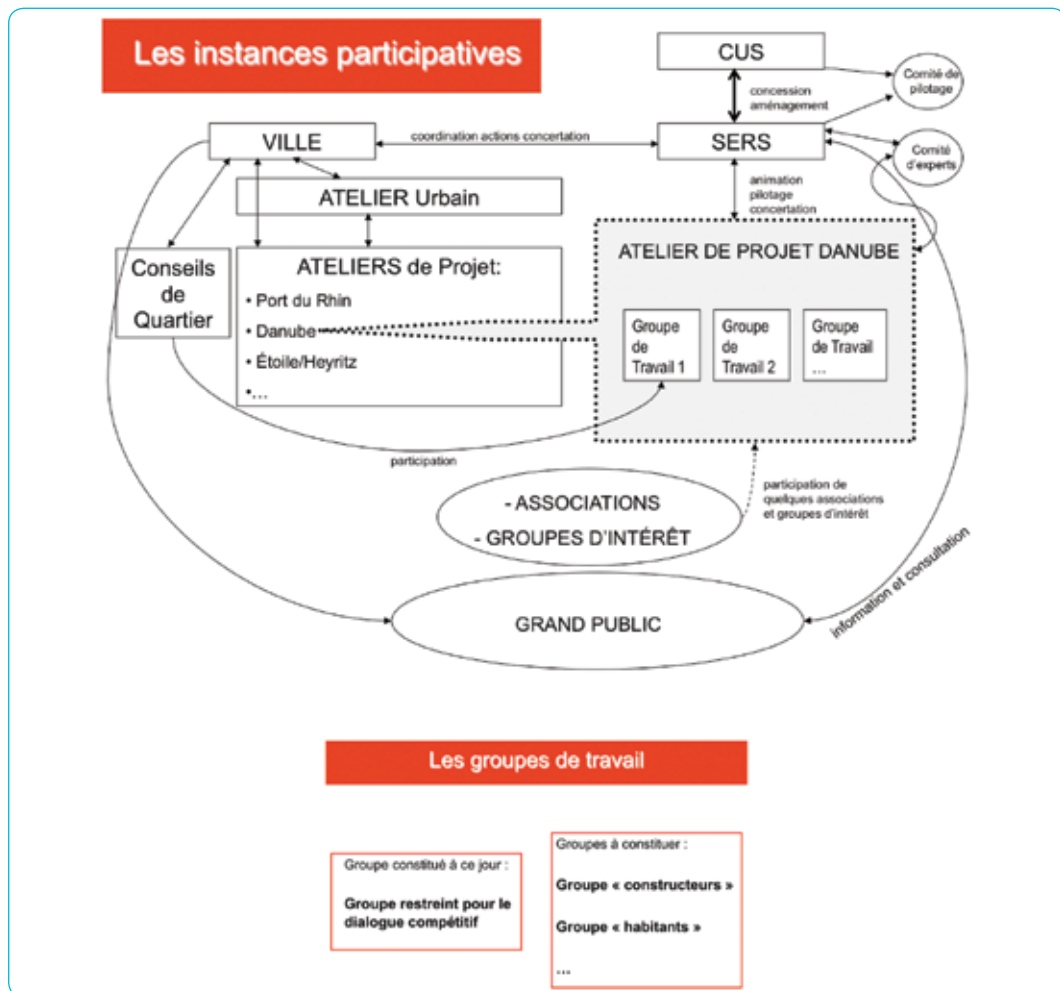 Les instances participatives
CUS
Comité de
pilotage
concession
aménagement
VILLE
coordination actions concertation
SERS
Comité
d'experts
ATELIER Urbain
animation
pilotage
concertation
Conseils
de
Quartier
ATELIERS de Projet:
• Port du Rhin
• Danube
• Étoile/Heyritz
•...
ATELIER DE PROJET DANUBE
Groupe
de
Travail 1
Groupe
de
Travail 2
Groupe
de Travail
...
participation
participation de
quelques associations
et groupes d'intérêt
- ASSOCIATIONS
- GROUPES D'INTÉRÊT
information et consultation
GRAND PUBLIC
Les groupes de travail
Groupe constitué à ce jour :
Groupe restreint pour le
dialogue compétitif
Groupes à constituer :
Groupe « constructeurs »
Groupe « habitants »
...